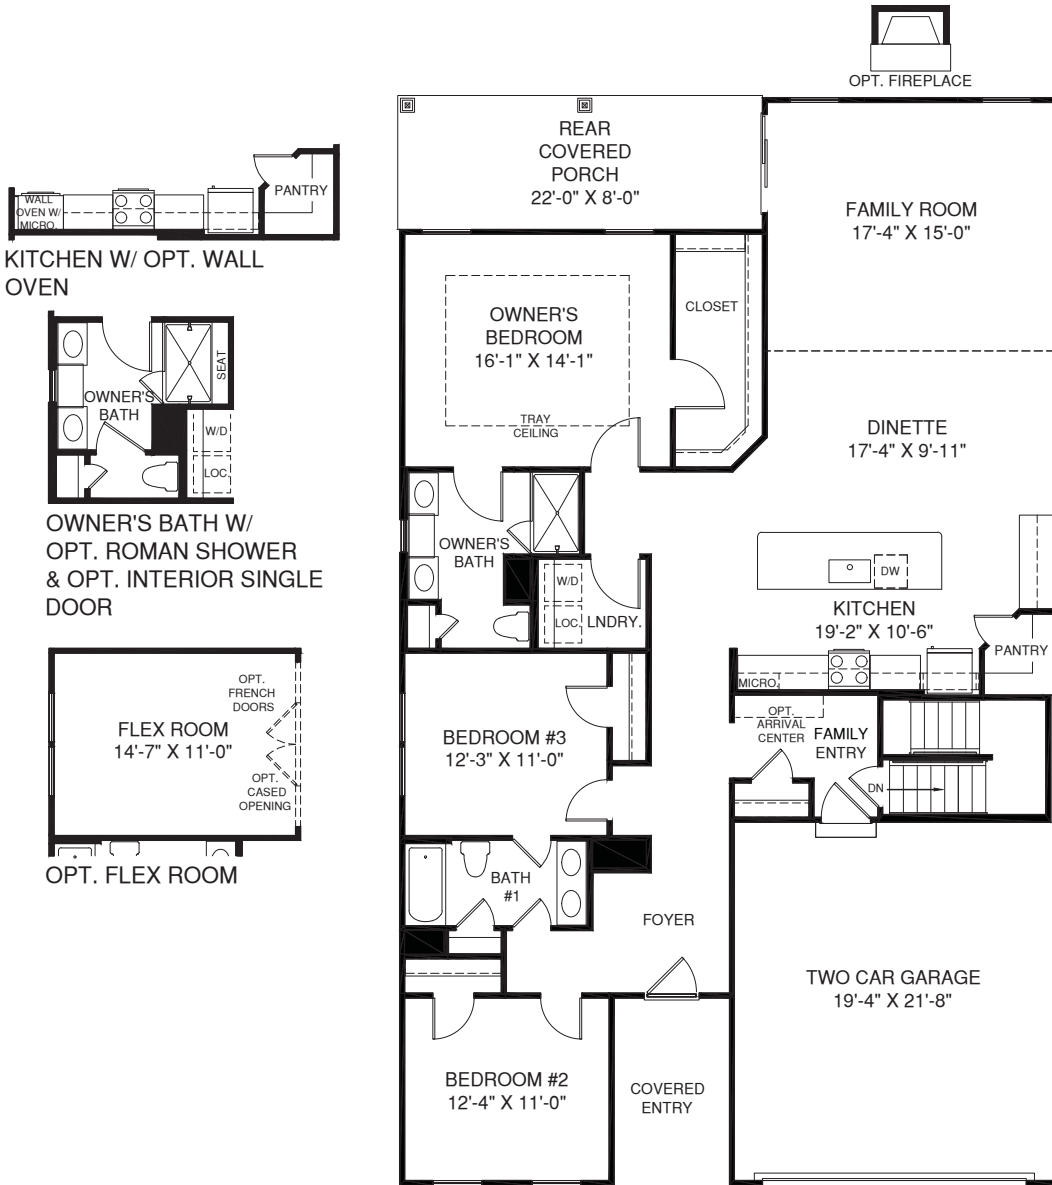 OPT. FIREPLACE
REAR
COVERED
PORCH
22'-0" X 8'-0"
FAMILY ROOM
17'-4" X 15'-0"
PANTRY
WALL
OVEN W/
MICRO.
KITCHEN W/ OPT. WALL
OVEN
OWNER'S
BEDROOM
16'-1" X 14'-1"
TRAY
CEILING
CLOSET
DINETTE
17'-4" X 9'-11"
SEAT
OWNER'S
BATH
W/D
LOC.
OWNER'S BATH W/
OPT. ROMAN SHOWER
& OPT. INTERIOR SINGLE
DOOR
OWNER'S
BATH
W/D
LOC.
LNDRY.
DW
KITCHEN
19'-2" X 10'-6"
PANTRY
MICRO.
OPT.
FRENCH
DOORS
FLEX ROOM
14'-7" X 11'-0"
OPT.
CASED
OPENING
OPT. FLEX ROOM
BEDROOM #3
12'-3" X 11'-0"
OPT.
ARRIVAL
CENTER
FAMILY
ENTRY
DN
BATH
#1
FOYER
TWO CAR GARAGE
19'-4" X 21'-8"
BEDROOM #2
12'-4" X 11'-0"
COVERED
ENTRY